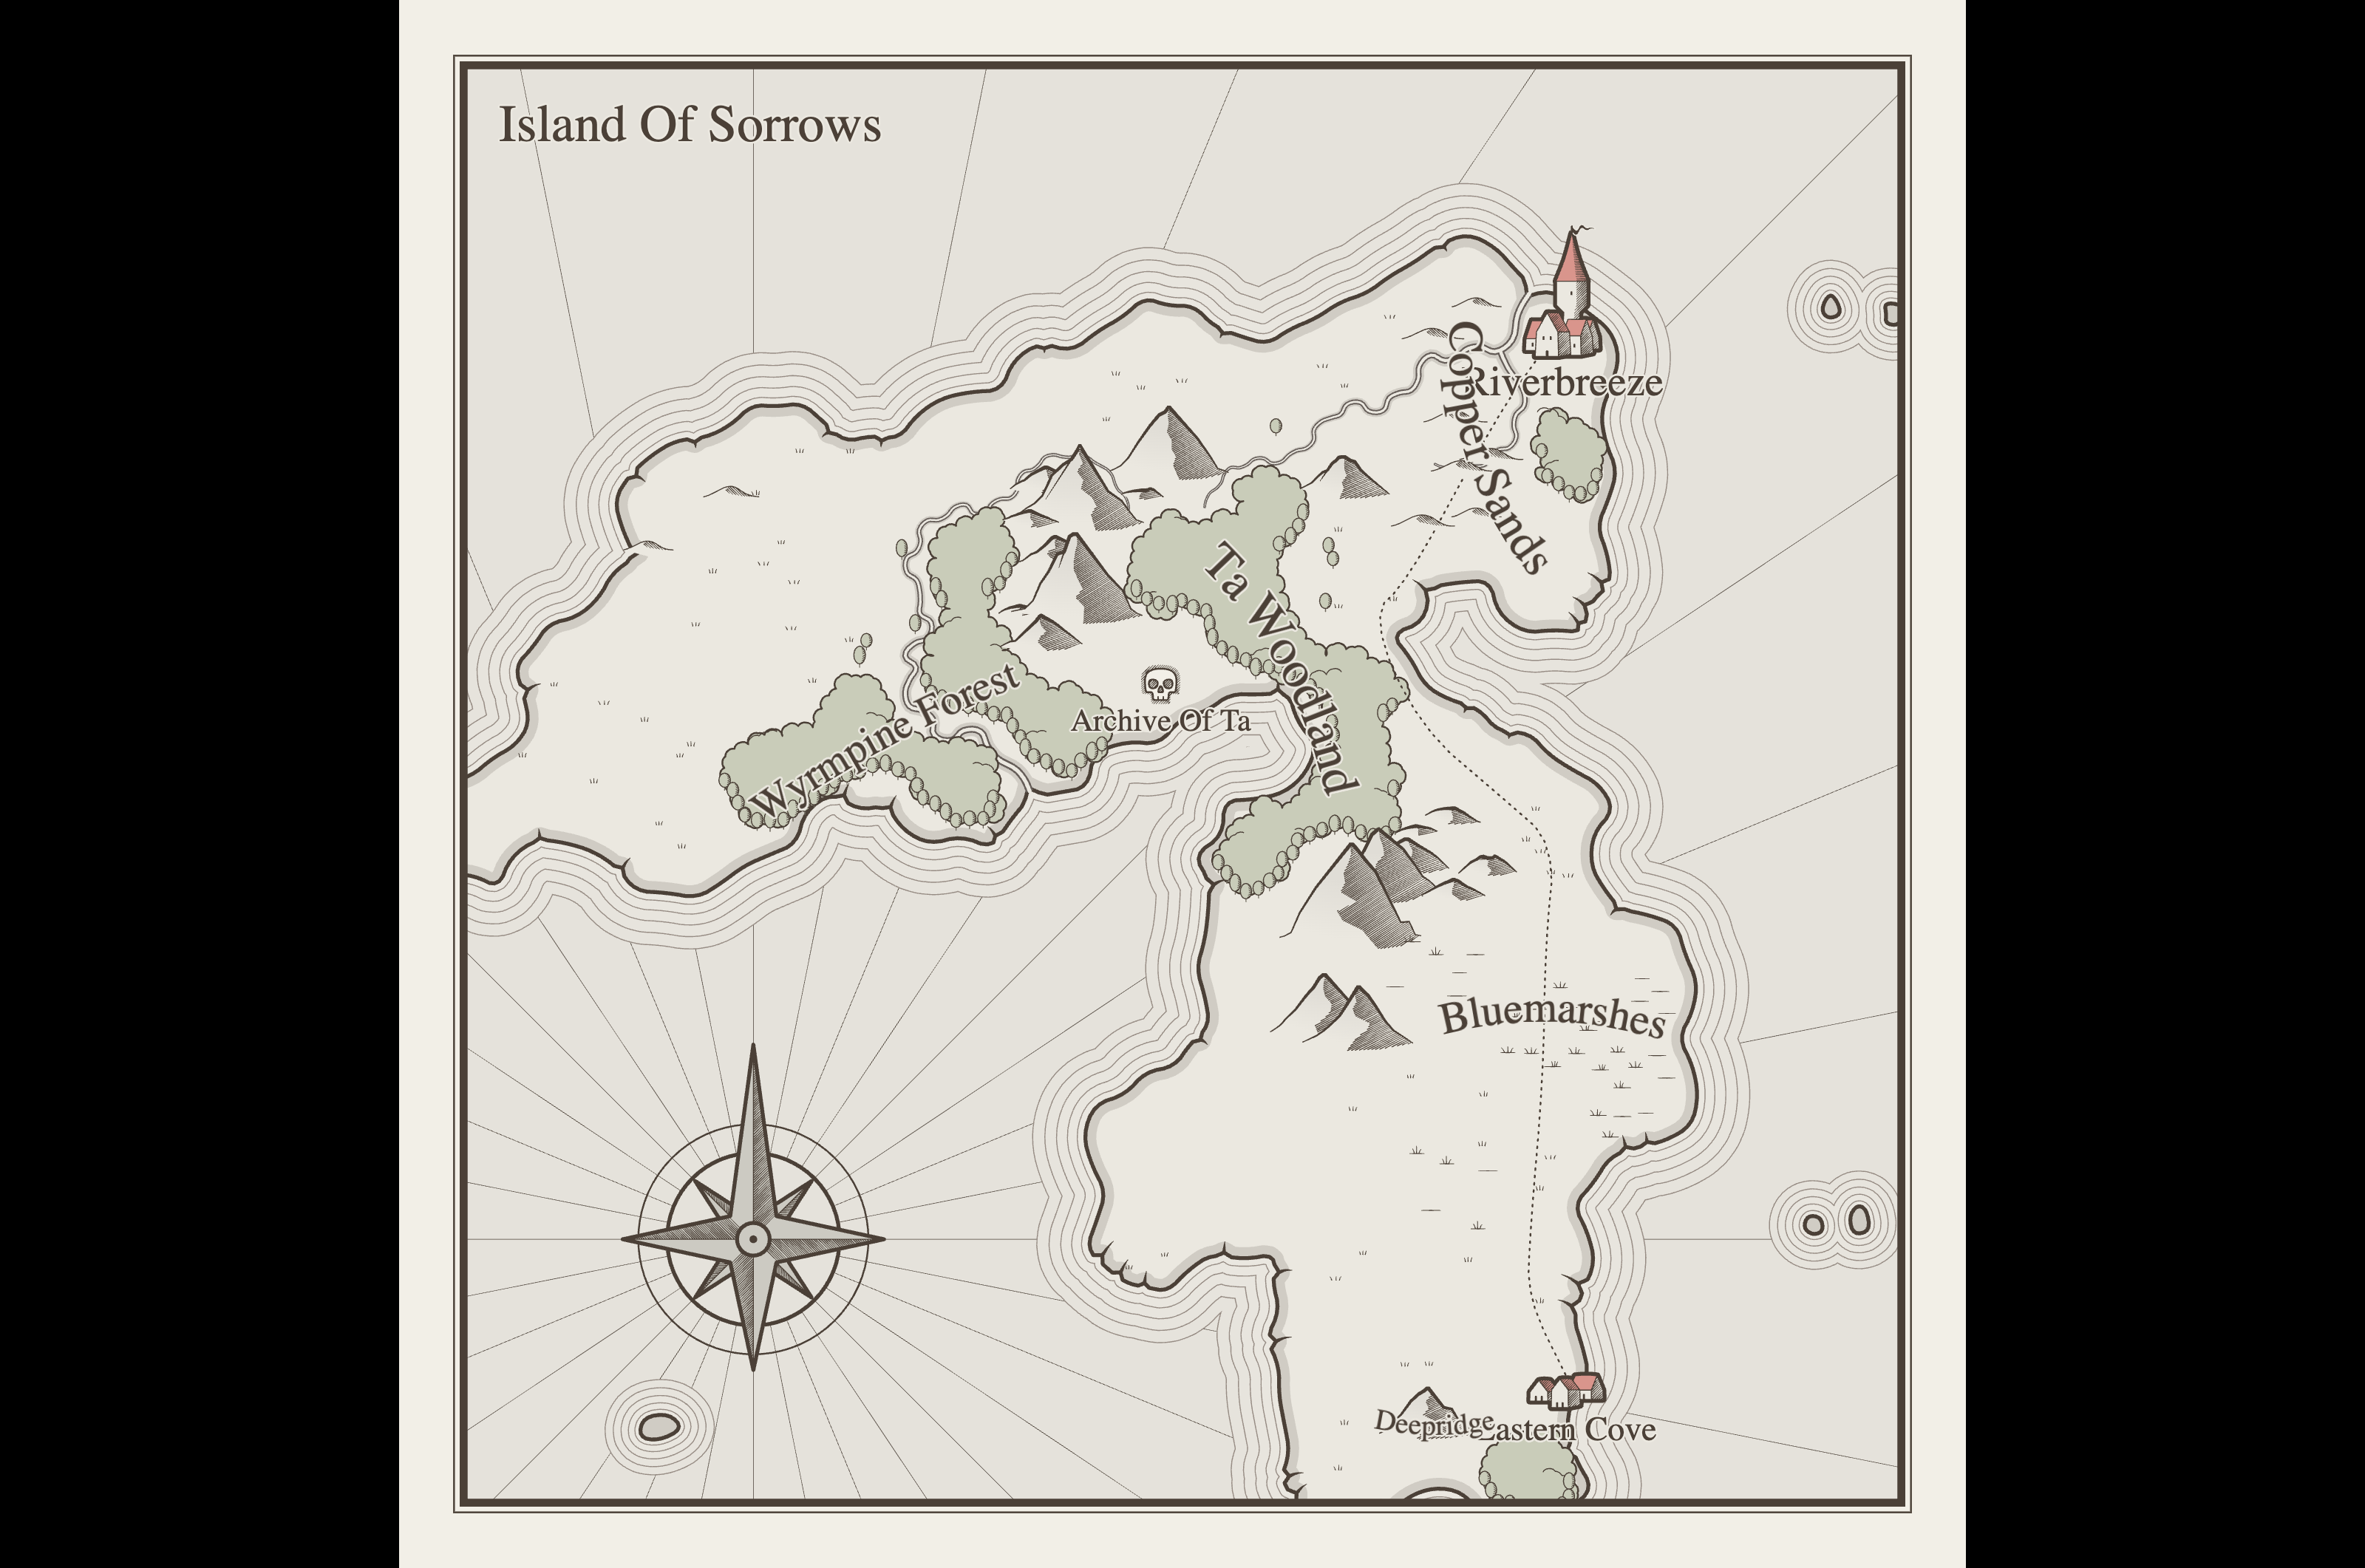 Island Of Sorrows
Riverbreeze
Copper Sands
Ta Woodland
Wyrmpine Forest
Archive Of Ta
Bluemarshes
Deepridge
Eastern Cove